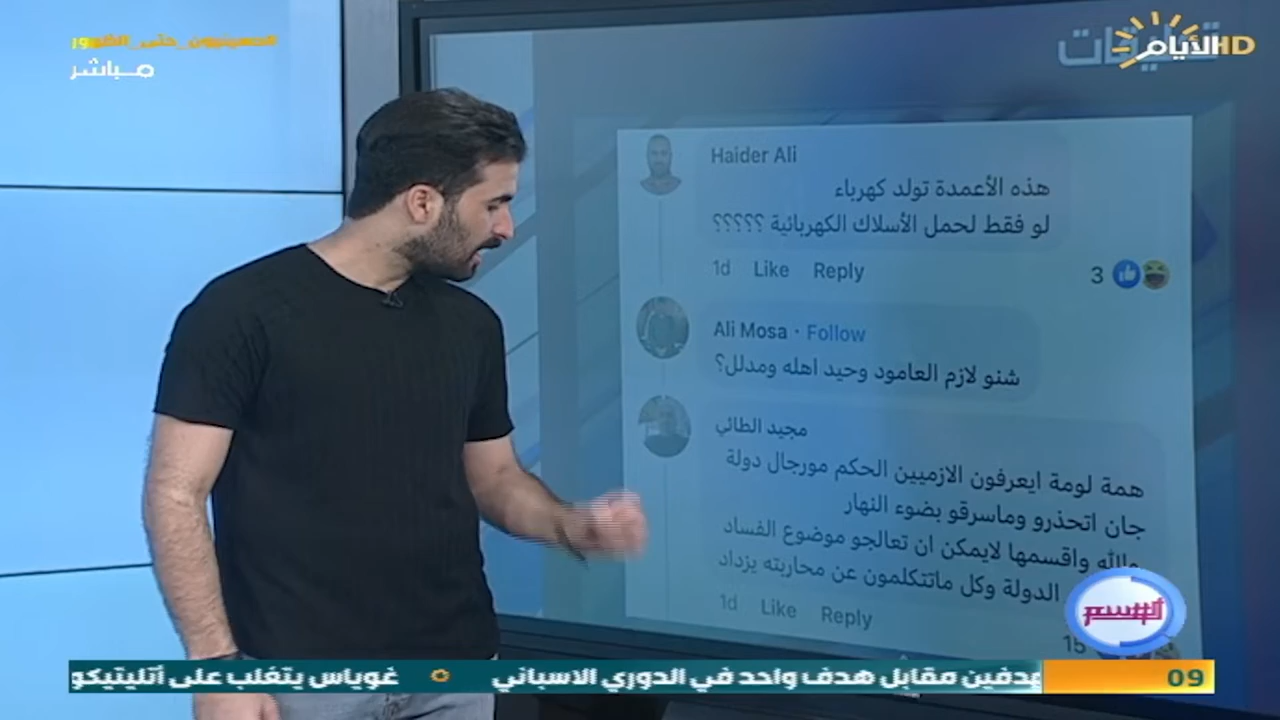 الحسينيون_حتى_الظهور
مباشر
الأيام HD
تعليقات
Haider Ali
هذه الأعمدة تولد كهرباء
لو فقط لحمل الأسلاك الكهربائية ؟؟؟؟؟
1d Like Reply
3
Ali Mosa · Follow
شنو لازم العامود وحيد اهله ومدلل؟
مجيد الطائي
همة لومة ايعرفون الازميين الحكم مورجال دولة
جان اتحذرو وماسرقو بضوء النهار
والله واقسمها لايمكن ان تعالجو موضوع الفساد
الدولة وكل ماتتكلمون عن محاربته يزداد
1d Like Reply
15
09
هدفين مقابل هدف واحد في الدوري الاسباني
غوياس يتغلب على أتليتيكو